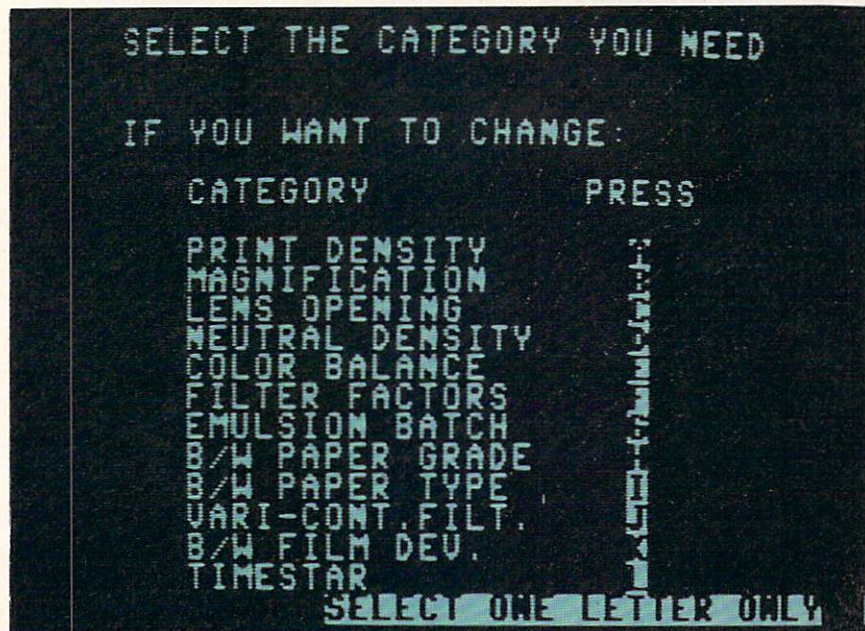 SELECT THE CATEGORY YOU NEED
IF YOU WANT TO CHANGE:
CATEGORY PRESS
PRINT DENSITY
MAGNIFICATION
LENS OPENING
NEUTRAL DENSITY
COLOR BALANCE
FILTER FACTORS
EMULSION BATCH
B/W PAPER GRADE
B/W PAPER TYPE
VARI-CONT.FILT.
B/W FILM DEV.
TIMESTAR
SELECT ONE LETTER ONLY